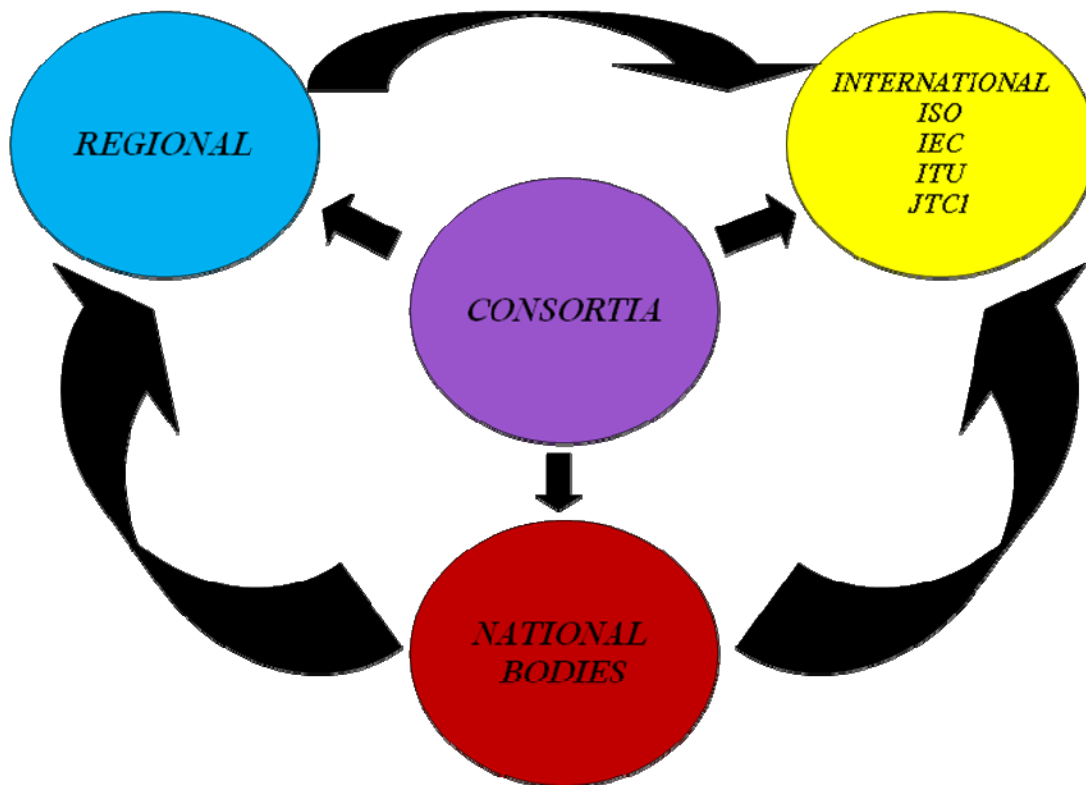 REGIONAL
INTERNATIONAL
ISO
IEC
ITU
JTC1
CONSORTIA
NATIONAL
BODIES